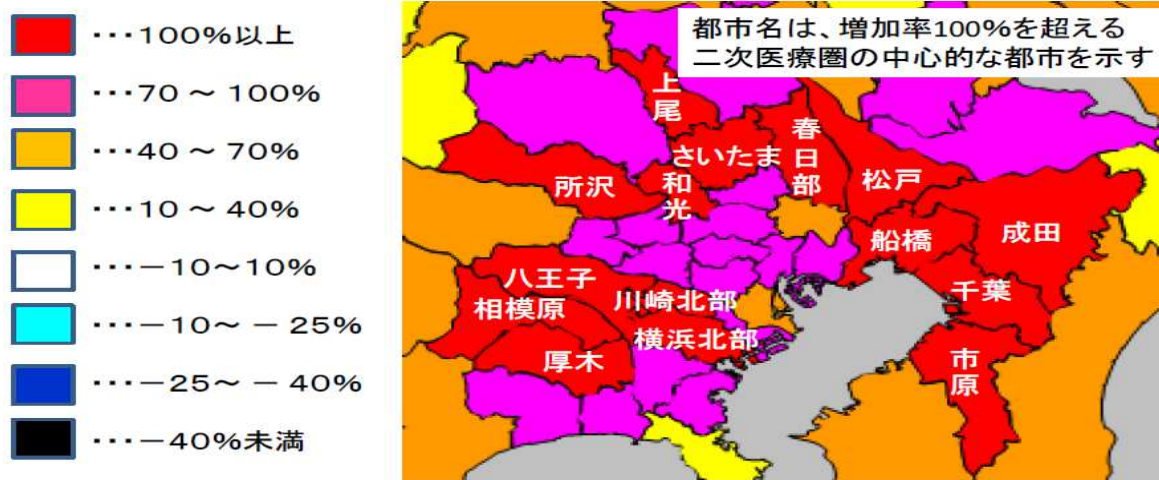 ･･･100%以上
･･･70 ～ 100%
･･･40 ～ 70%
･･･10 ～ 40%
･･･－10～10%
･･･－10～ － 25%
･･･－25～ － 40%
･･･－40%未満
都市名は、増加率100%を超える
二次医療圏の中心的な都市を示す
上尾
さいたま
春日部
和光
所沢
松戸
船橋
成田
千葉
八王子
相模原
川崎北部
横浜北部
厚木
市原